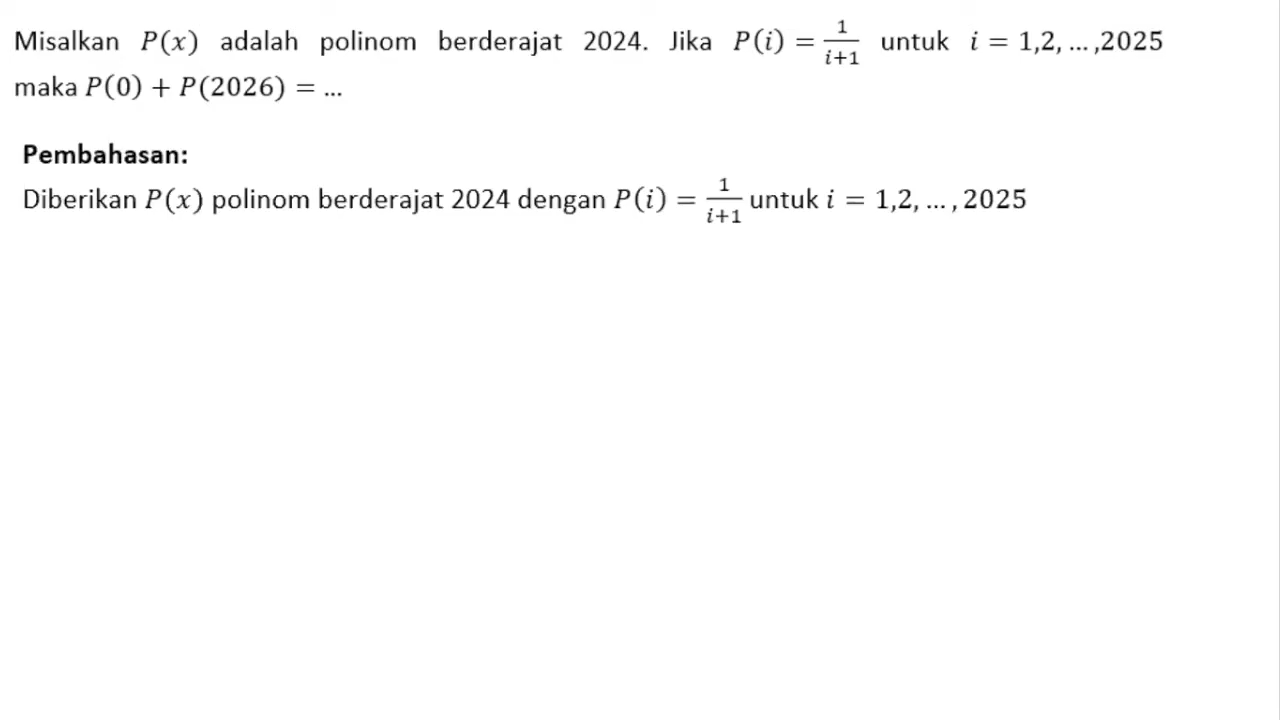 Misalkan P(x) adalah polinom berderajat 2024. Jika P(i) = 1/(i+1) untuk i = 1,2, … ,2025
maka P(0) + P(2026) = …
Pembahasan:
Diberikan P(x) polinom berderajat 2024 dengan P(i) = 1/(i+1) untuk i = 1,2, … , 2025